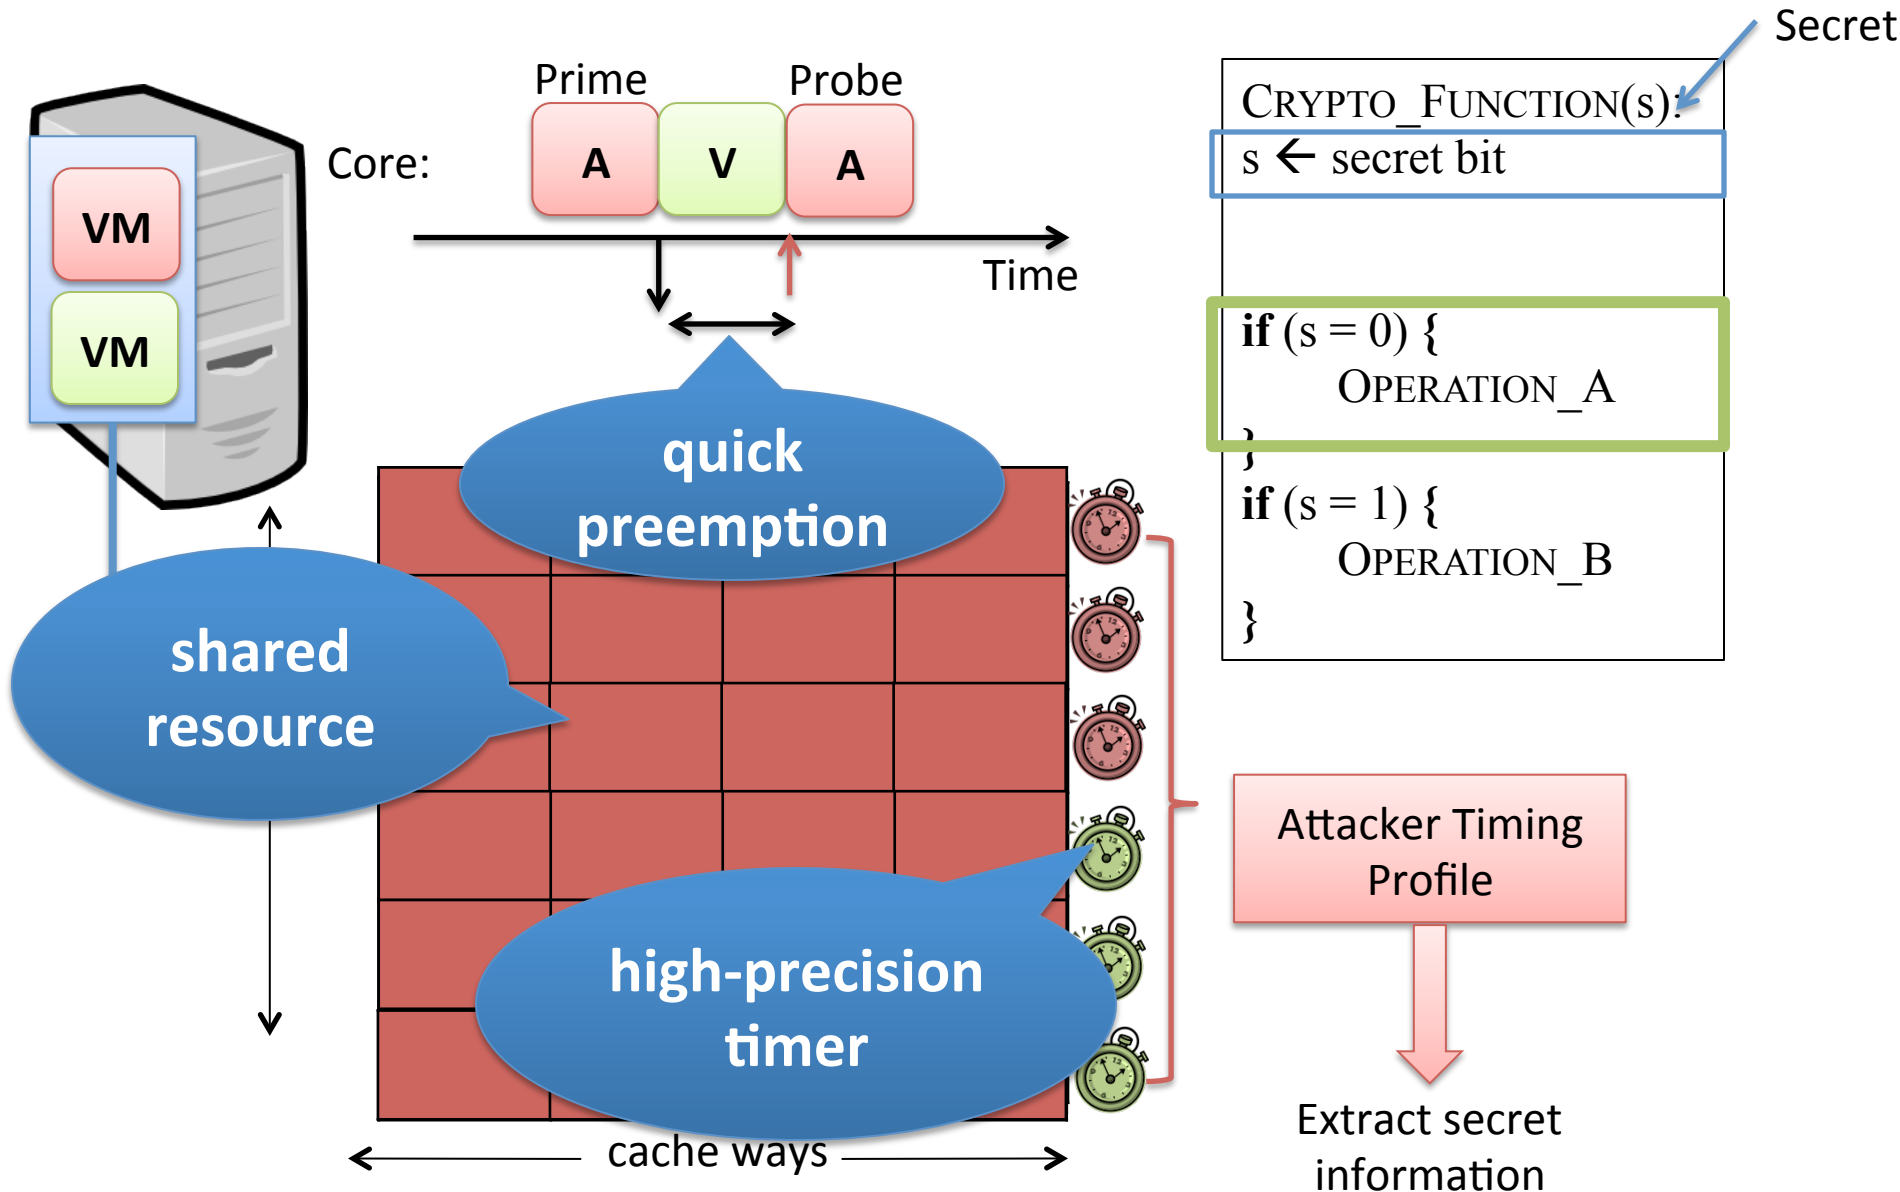 Secret
Prime
Probe
Core:
A
V
A
Time
VM
VM
CRYPTO_FUNCTION(s):
s ← secret bit
if (s = 0) {
OPERATION_A
}
if (s = 1) {
OPERATION_B
}
quick
preemption
shared
resource
high-precision
timer
cache ways
Attacker Timing
Profile
Extract secret
information